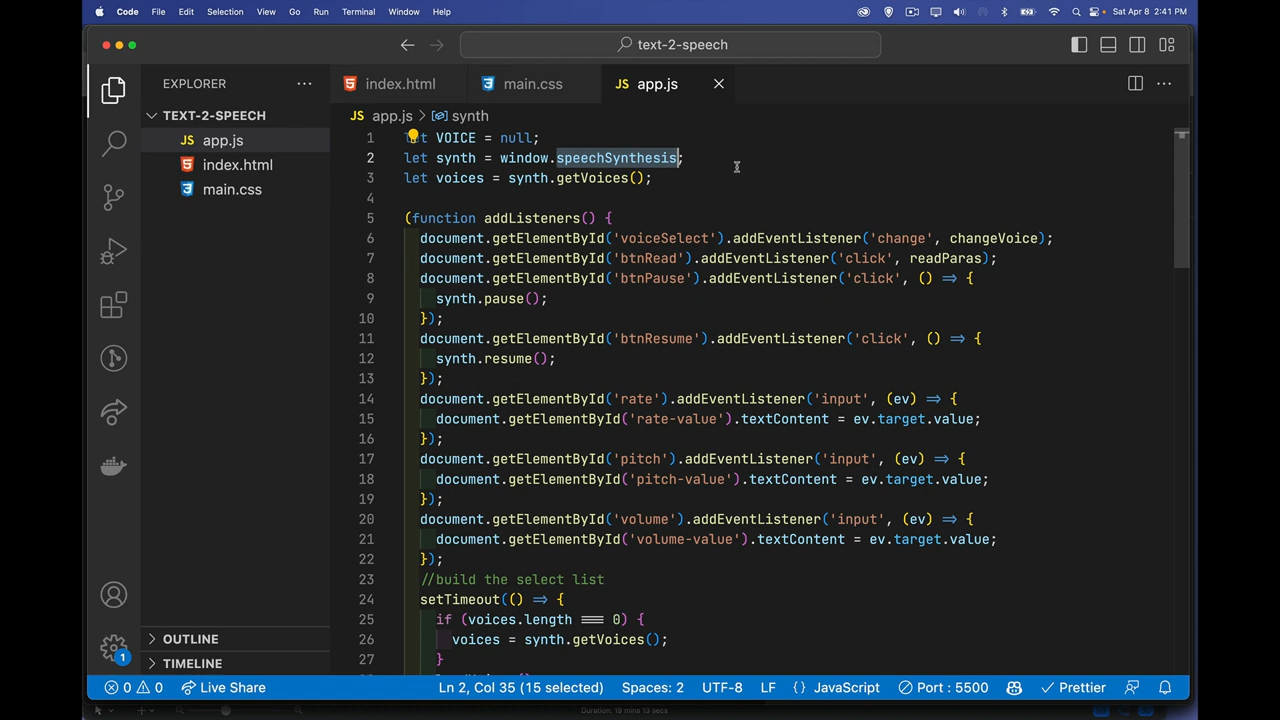 Code File Edit Selection View Go Run Terminal Window Help Sat Apr 8 2:41 PM
text-2-speech
EXPLORER
index.html
main.css
JS app.js
TEXT-2-SPEECH
JS app.js
index.html
main.css
JS app.js > synth
1 let VOICE = null;
2 let synth = window.speechSynthesis;
3 let voices = synth.getVoices();
4
5 (function addListeners() {
6 document.getElementById('voiceSelect').addEventListener('change', changeVoice);
7 document.getElementById('btnRead').addEventListener('click', readParas);
8 document.getElementById('btnPause').addEventListener('click', () => {
9 synth.pause();
10 });
11 document.getElementById('btnResume').addEventListener('click', () => {
12 synth.resume();
13 });
14 document.getElementById('rate').addEventListener('input', (ev) => {
15 document.getElementById('rate-value').textContent = ev.target.value;
16 });
17 document.getElementById('pitch').addEventListener('input', (ev) => {
18 document.getElementById('pitch-value').textContent = ev.target.value;
19 });
20 document.getElementById('volume').addEventListener('input', (ev) => {
21 document.getElementById('volume-value').textContent = ev.target.value;
22 });
23 //build the select list
24 setTimeout(() => {
25 if (voices.length === 0) {
26 voices = synth.getVoices();
27 }
OUTLINE
TIMELINE
1
0 0 Live Share Ln 2, Col 35 (15 selected) Spaces: 2 UTF-8 LF {} JavaScript Port : 5500 Prettier
Duration: 19 mins 13 secs